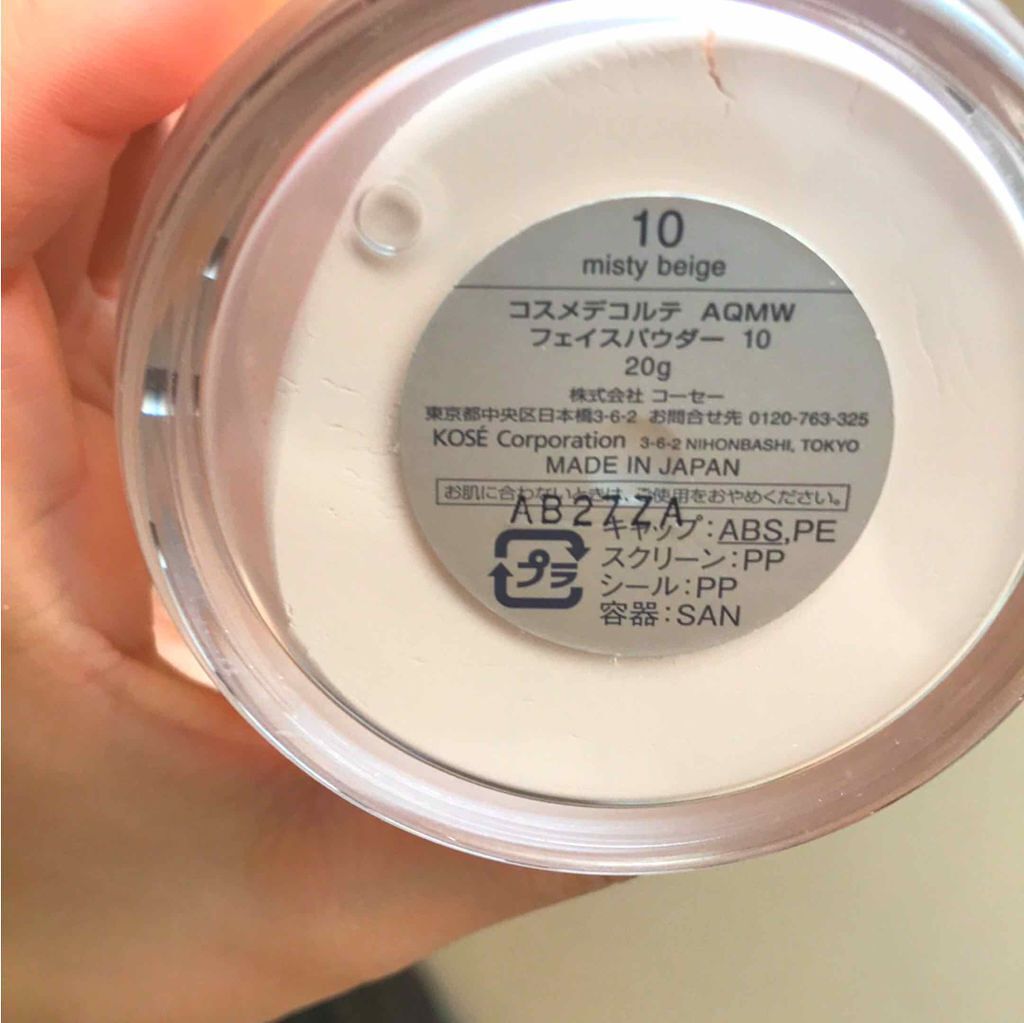 10
misty beige
コスメデコルテ AQMW
フェイスパウダー 10
20g
株式会社 コーセー
東京都中央区日本橋3-6-2 お問合せ先 0120-763-325
KOSÉ Corporation 3-6-2 NIHONBASHI, TOKYO
MADE IN JAPAN
お肌に合わないときは、ご使用をおやめください。
AB27ZA
キャップ:ABS,PE
プラ
スクリーン:PP
シール:PP
容器:SAN